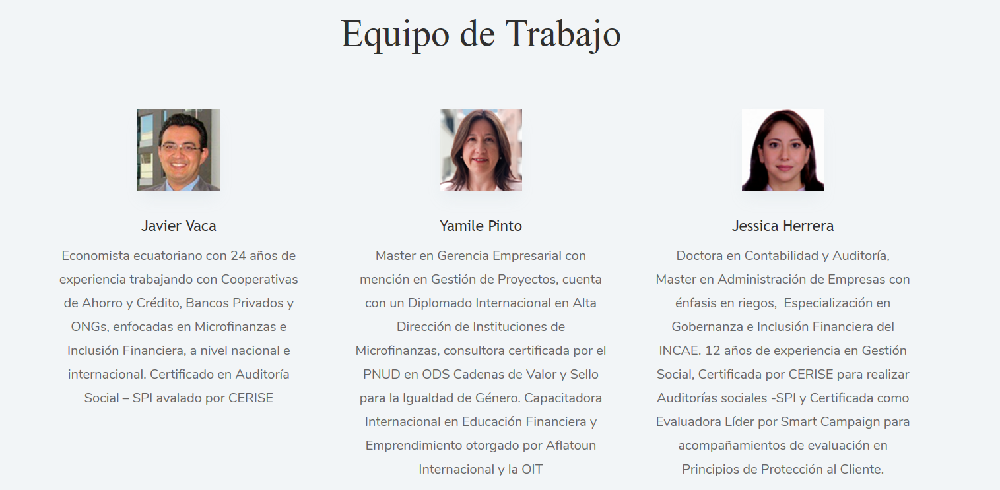 Equipo de Trabajo
Javier Vaca
Economista ecuatoriano con 24 años de
experiencia trabajando con Cooperativas
de Ahorro y Crédito, Bancos Privados y
ONGs, enfocadas en Microfinanzas e
Inclusión Financiera, a nivel nacional e
internacional. Certificado en Auditoría
Social – SPI avalado por CERISE
Yamile Pinto
Master en Gerencia Empresarial con
mención en Gestión de Proyectos, cuenta
con un Diplomado Internacional en Alta
Dirección de Instituciones de
Microfinanzas, consultora certificada por el
PNUD en ODS Cadenas de Valor y Sello
para la Igualdad de Género. Capacitadora
Internacional en Educación Financiera y
Emprendimiento otorgado por Aflatoun
Internacional y la OIT
Jessica Herrera
Doctora en Contabilidad y Auditoría,
Master en Administración de Empresas con
énfasis en riegos,  Especialización en
Gobernanza e Inclusión Financiera del
INCAE. 12 años de experiencia en Gestión
Social, Certificada por CERISE para realizar
Auditorías sociales -SPI y Certificada como
Evaluadora Líder por Smart Campaign para
acompañamientos de evaluación en
Principios de Protección al Cliente.